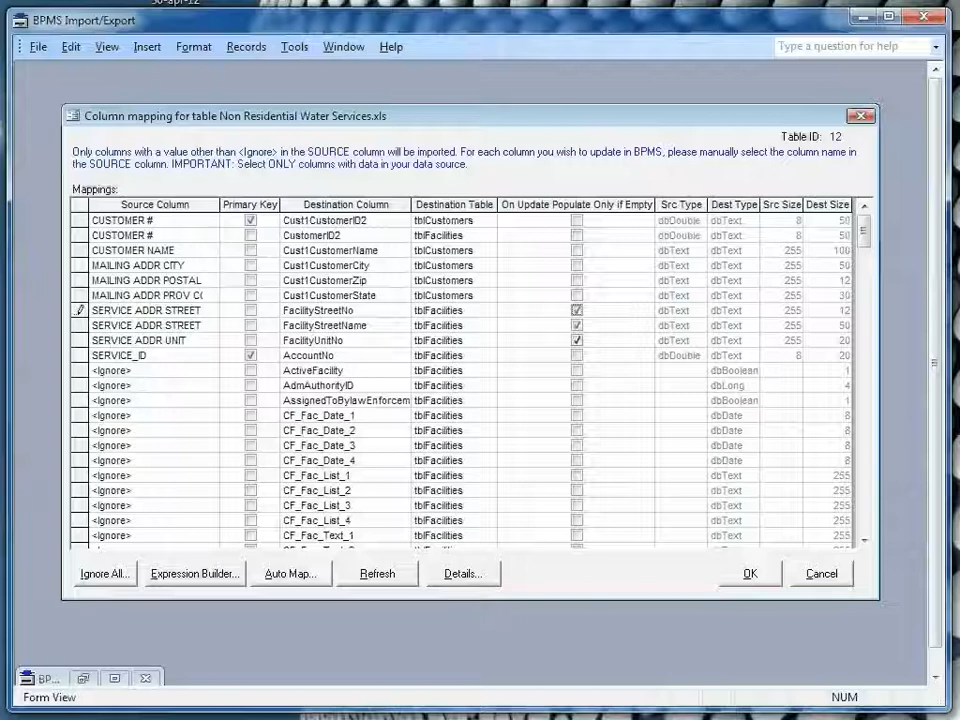 30-apr-12
BPMS Import/Export
File Edit View Insert Format Records Tools Window Help Type a question for help
Column mapping for table Non Residential Water Services.xls
Table ID: 12
Only columns with a value other than <Ignore> in the SOURCE column will be imported. For each column you wish to update in BPMS, please manually select the column name in
the SOURCE column. IMPORTANT: Select ONLY columns with data in your data source.
Mappings:
Source Column Primary Key Destination Column Destination Table On Update Populate Only if Empty Src Type Dest Type Src Size Dest Size
CUSTOMER # Cust1CustomerID2 tblCustomers dbDouble dbText 8 50
CUSTOMER # CustomerID2 tblFacilities dbDouble dbText 8 50
CUSTOMER NAME Cust1CustomerName tblCustomers dbText dbText 255 100
MAILING ADDR CITY Cust1CustomerCity tblCustomers dbText dbText 255 50
MAILING ADDR POSTAL Cust1CustomerZip tblCustomers dbText dbText 255 12
MAILING ADDR PROV CO Cust1CustomerState tblCustomers dbText dbText 255 30
SERVICE ADDR STREET FacilityStreetNo tblFacilities dbText dbText 255 12
SERVICE ADDR STREET FacilityStreetName tblFacilities dbText dbText 255 50
SERVICE ADDR UNIT FacilityUnitNo tblFacilities dbText dbText 255 20
SERVICE_ID AccountNo tblFacilities dbDouble dbText 8 20
<Ignore> ActiveFacility tblFacilities dbBoolean 1
<Ignore> AdmAuthorityID tblFacilities dbLong 4
<Ignore> AssignedToBylawEnforcem tblFacilities dbBoolean 1
<Ignore> CF_Fac_Date_1 tblFacilities dbDate 8
<Ignore> CF_Fac_Date_2 tblFacilities dbDate 8
<Ignore> CF_Fac_Date_3 tblFacilities dbDate 8
<Ignore> CF_Fac_Date_4 tblFacilities dbDate 8
<Ignore> CF_Fac_List_1 tblFacilities dbText 255
<Ignore> CF_Fac_List_2 tblFacilities dbText 255
<Ignore> CF_Fac_List_3 tblFacilities dbText 255
<Ignore> CF_Fac_List_4 tblFacilities dbText 255
<Ignore> CF_Fac_Text_1 tblFacilities dbText 255
Ignore All... Expression Builder... Auto Map... Refresh Details... OK Cancel
BP...
Form View NUM